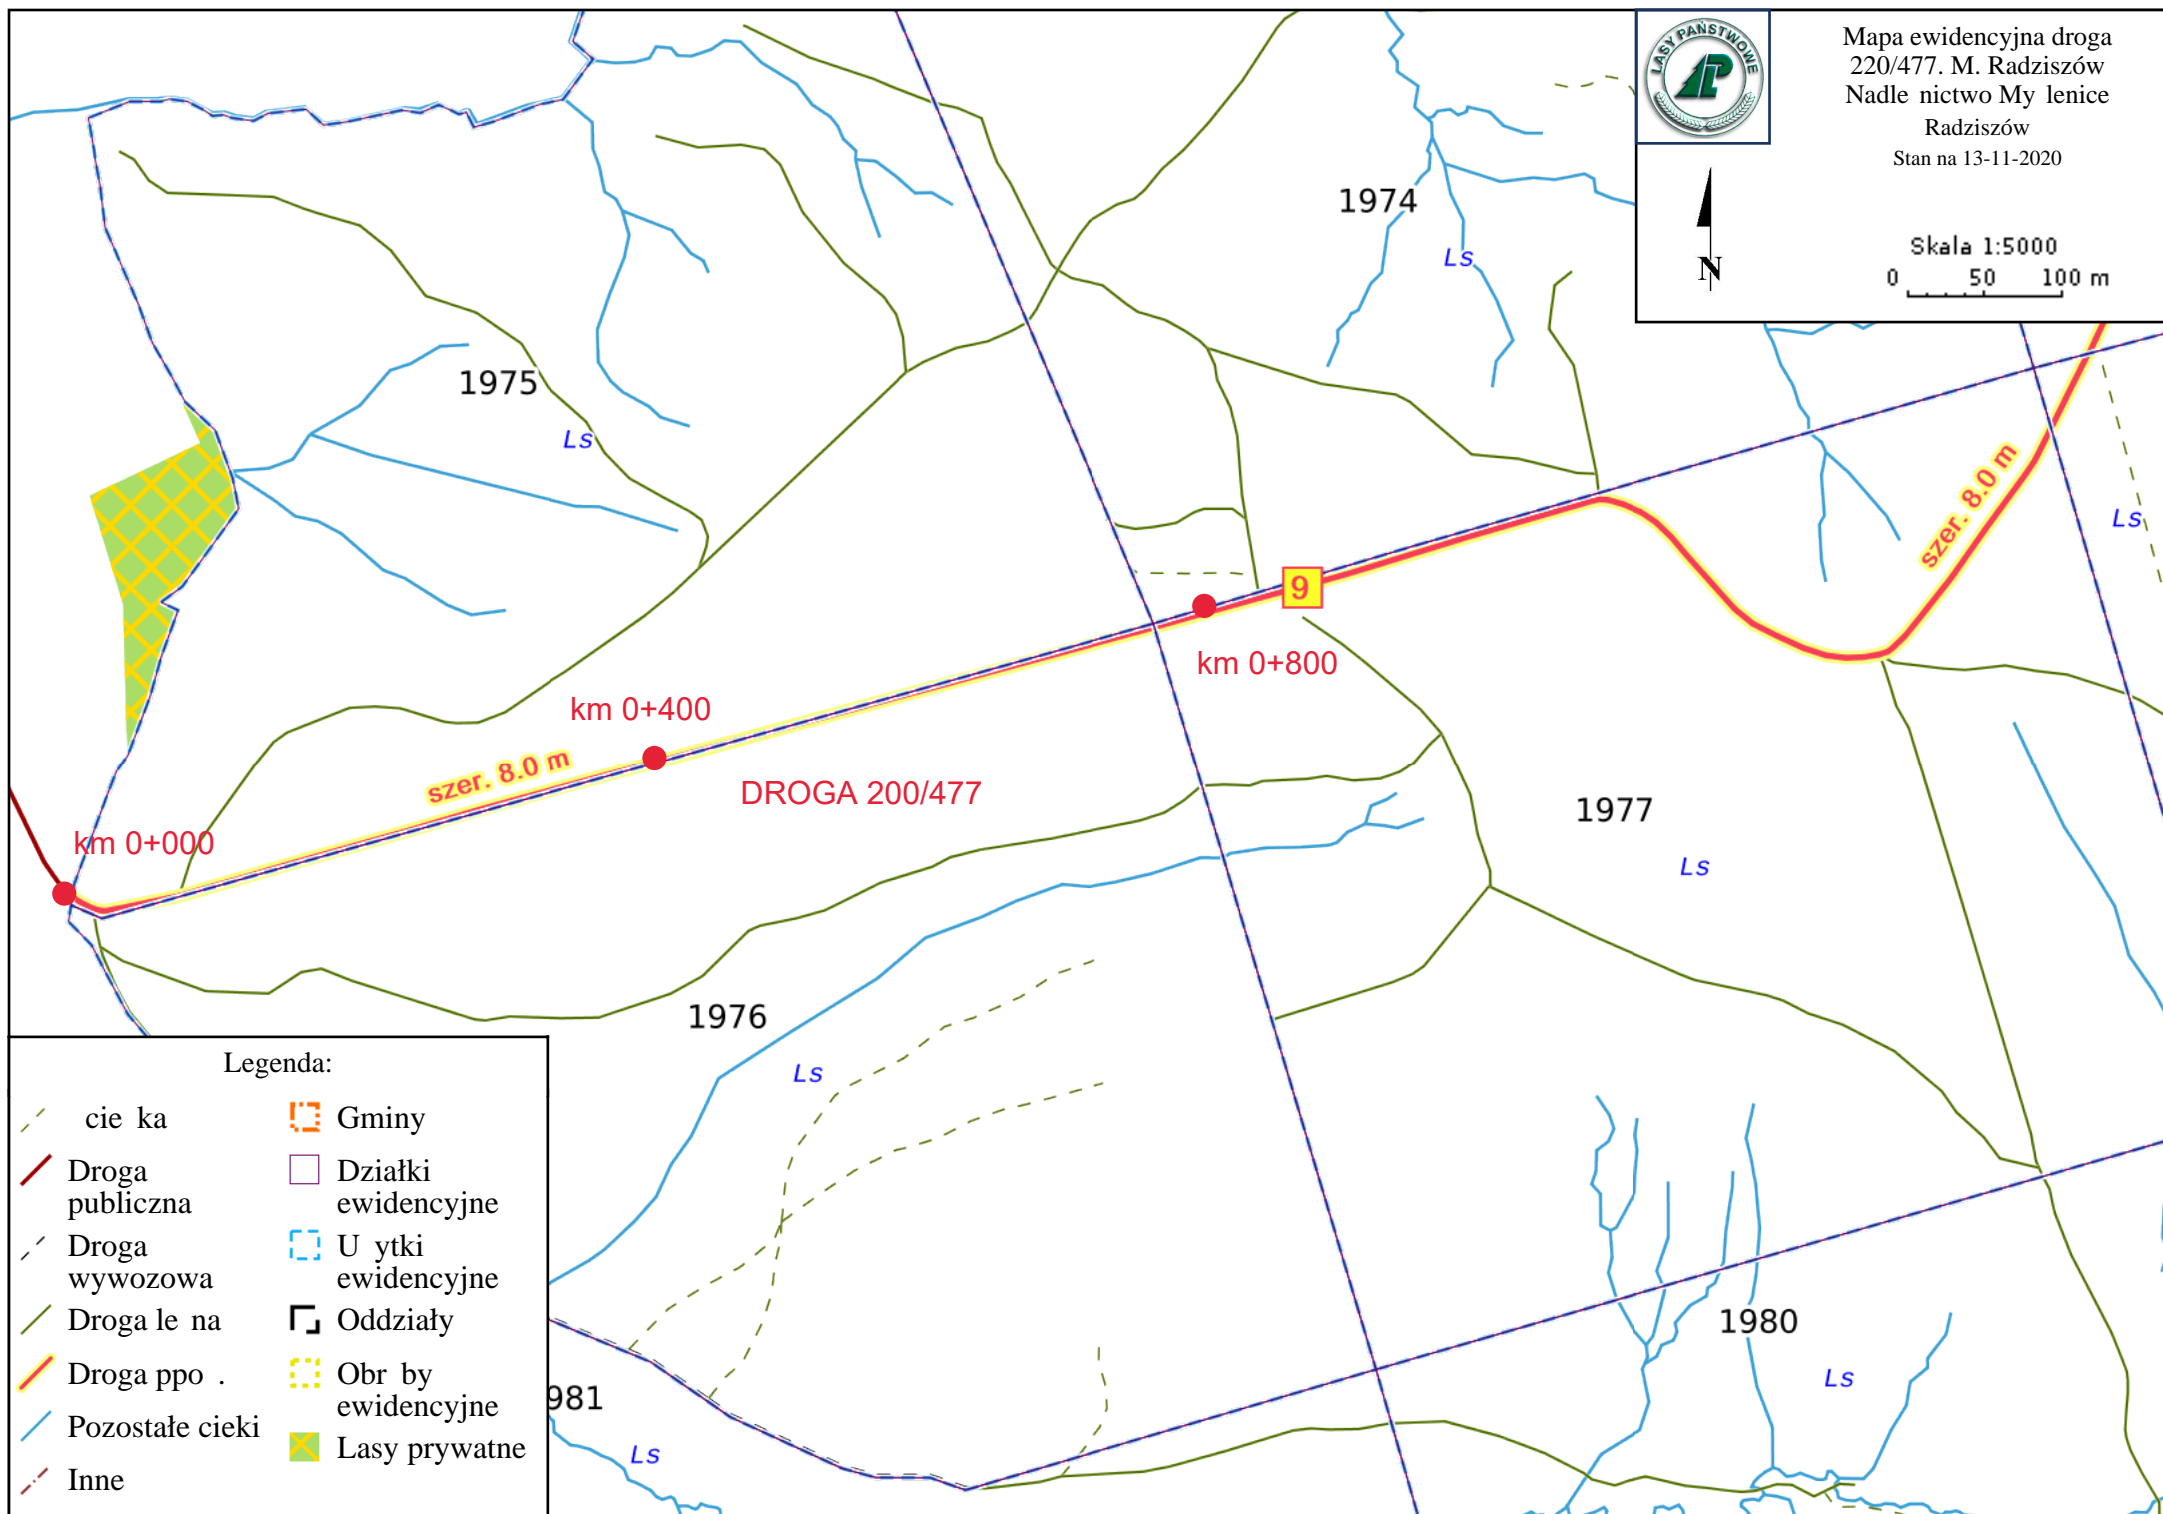 LASY PAŃSTWOWE
Mapa ewidencyjna droga
220/477. M. Radziszów
Nadle nictwo My lenice
Radziszów
Stan na 13-11-2020
N
Skala 1:5000
0 50 100 m
1974
Ls
1975
Ls
szer. 8.0 m
Ls
9
km 0+800
km 0+400
szer. 8.0 m
DROGA 200/477
km 0+000
1977
Ls
1976
Ls
1980
Ls
981
Ls
Legenda:
cie ka
Droga
publiczna
Droga
wywozowa
Droga le na
Droga ppo .
Pozostałe cieki
Inne
Gminy
Działki
ewidencyjne
U ytki
ewidencyjne
Oddziały
Obr by
ewidencyjne
Lasy prywatne